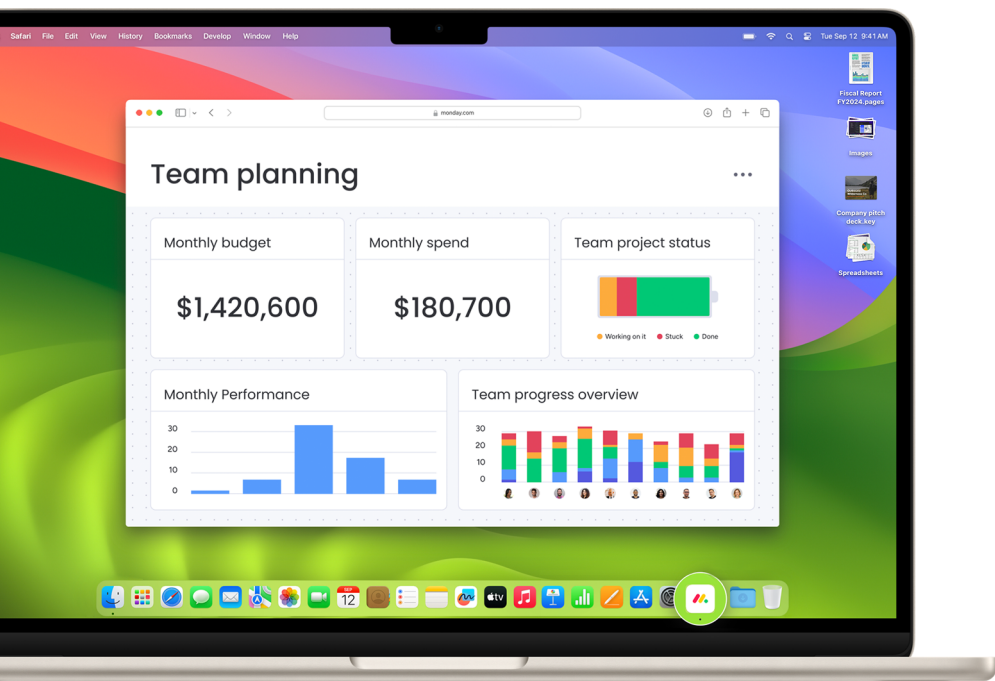 Safari File Edit View History Bookmarks Develop Window Help
Tue Sep 12 9:41 AM
Fiscal Report
FY2024.pages
Images
Company pitch
deck.key
Spreadsheets
monday.com
Team planning
Monthly budget
$1,420,600
Monthly spend
$180,700
Team project status
Working on it Stuck Done
Monthly Performance
30
20
10
0
Team progress overview
30
20
10
0
SEP
12
tv